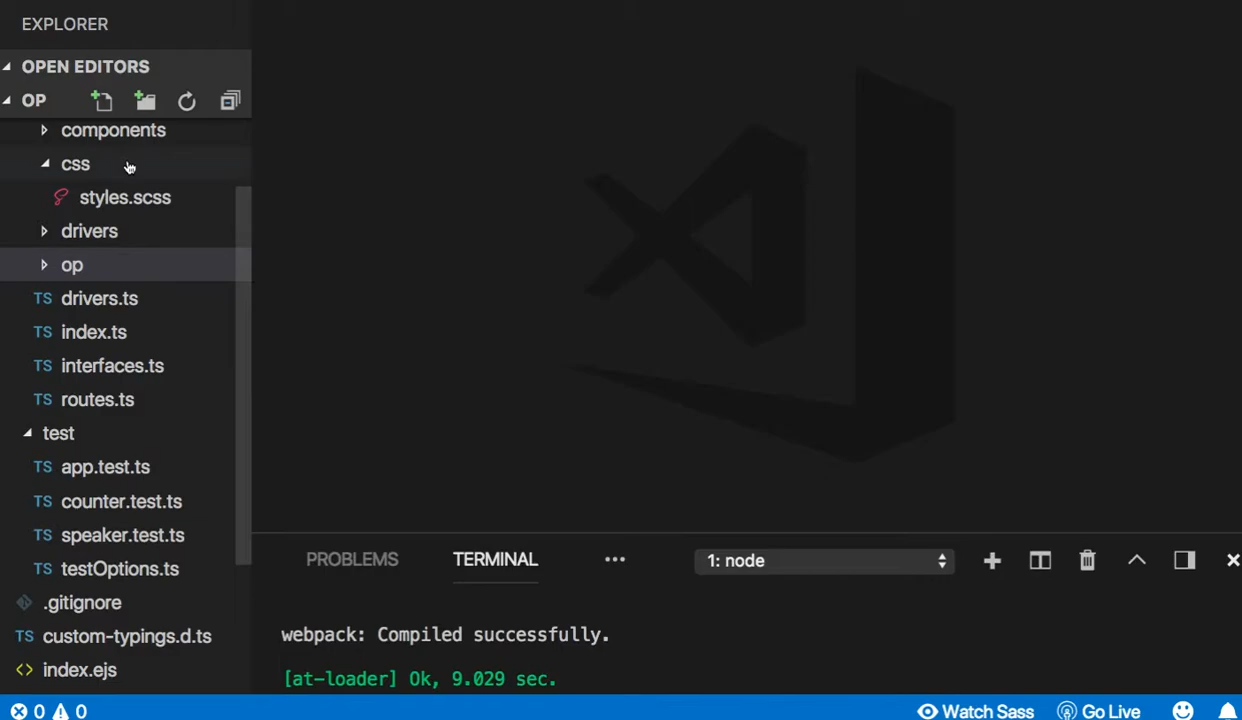 EXPLORER
OPEN EDITORS
OP
components
css
styles.scss
drivers
op
TS drivers.ts
TS index.ts
TS interfaces.ts
TS routes.ts
test
TS app.test.ts
TS counter.test.ts
TS speaker.test.ts
TS testOptions.ts
.gitignore
TS custom-typings.d.ts
<> index.ejs
PROBLEMS TERMINAL ... 1: node
webpack: Compiled successfully.
[at-loader] Ok, 9.029 sec.
0 0 Watch Sass Go Live